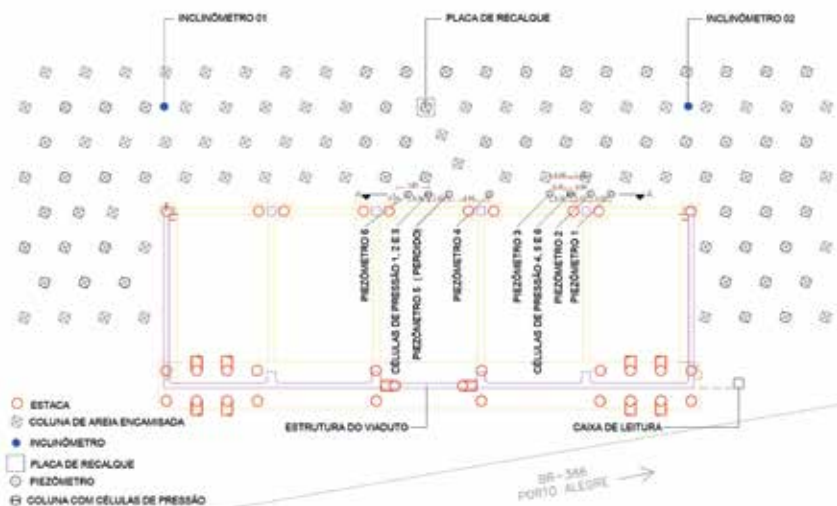 INCLINÔMETRO 01
PLACA DE RECALQUE
INCLINÔMETRO 02
PIEZÔMETRO 6
CÉLULAS DE PRESSÃO 1, 2 E 3
PIEZÔMETRO 5 (PERDIDO)
PIEZÔMETRO 4
PIEZÔMETRO 3
CÉLULAS DE PRESSÃO 4, 5 E 6
PIEZÔMETRO 2
PIEZÔMETRO 1
ESTACA
COLUNA DE AREIA ENCAMISADA
INCLINÔMETRO
PLACA DE RECALQUE
PIEZÔMETRO
COLUNA COM CÉLULAS DE PRESSÃO
ESTRUTURA DO VIADUTO
CAIXA DE LEITURA
BR-386
PORTO ALEGRE